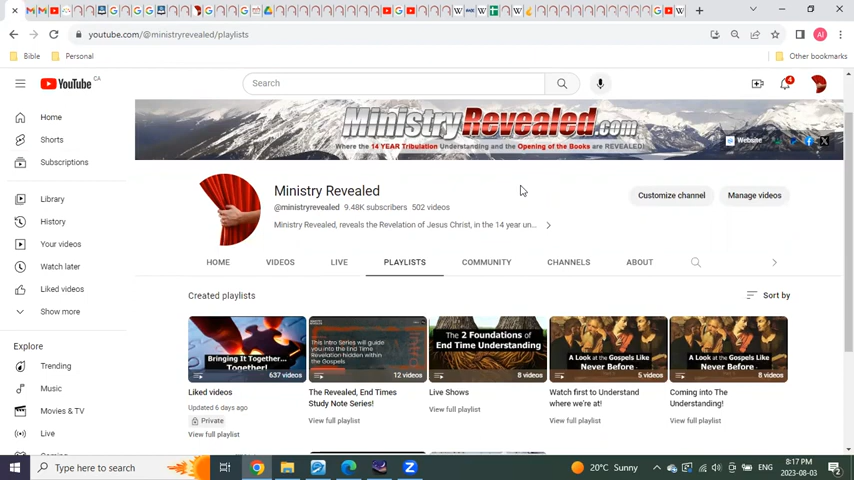 youtube.com/@ministryrevealed/playlists
Bible
Personal
Other bookmarks
YouTube CA
Search
4
Home
Shorts
Subscriptions
Library
History
Your videos
Watch later
Liked videos
Show more
Explore
Trending
Music
Movies & TV
Live
MinistryRevealed.com
Where the 14 YEAR Tribulation Understanding and the Opening of the Books are REVEALED!
Website
Ministry Revealed
@ministryrevealed 9.48K subscribers 502 videos
Ministry Revealed, reveals the Revelation of Jesus Christ, in the 14 year un...
Customize channel
Manage videos
HOME
VIDEOS
LIVE
PLAYLISTS
COMMUNITY
CHANNELS
ABOUT
Created playlists
Sort by
Bringing It Together...
Together!
637 videos
Liked videos
Updated 6 days ago
Private
View full playlist
This Intro Series will guide
you into the End Time
Revelation hidden within
the Gospels
12 videos
The Revealed, End Times
Study Note Series!
View full playlist
The 2 Foundations of
End Time Understanding
8 videos
Live Shows
View full playlist
A Look at the Gospels Like
Never Before
5 videos
Watch first to Understand
where we're at!
View full playlist
A Look at the Gospels Like
Never Before
8 videos
Coming into The
Understanding!
View full playlist
Type here to search
20°C Sunny
ENG
8:17 PM
2023-08-03
2